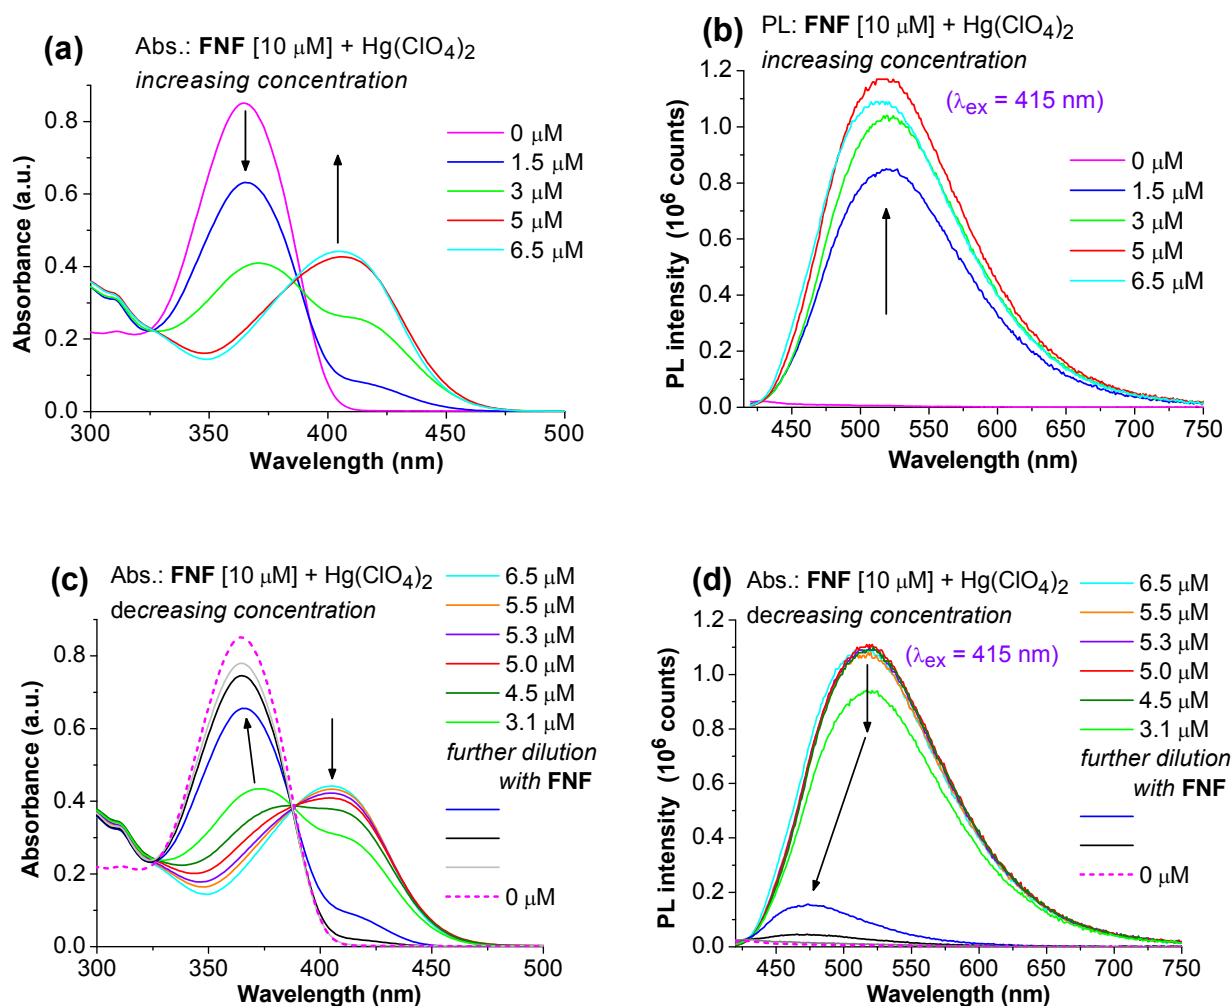 (a)
Abs.: FNF [10 μM] + Hg(ClO4)2
increasing concentration
0 μM
1.5 μM
3 μM
5 μM
6.5 μM
Absorbance (a.u.)
0.8
0.6
0.4
0.2
0.0
300 350 400 450 500
Wavelength (nm)
(b)
PL: FNF [10 μM] + Hg(ClO4)2
increasing concentration
(λex = 415 nm)
0 μM
1.5 μM
3 μM
5 μM
6.5 μM
PL intensity (10⁶ counts)
1.2
1.0
0.8
0.6
0.4
0.2
0.0
450 500 550 600 650 700 750
Wavelength (nm)
(c)
Abs.: FNF [10 μM] + Hg(ClO4)2
decreasing concentration
6.5 μM
5.5 μM
5.3 μM
5.0 μM
4.5 μM
3.1 μM
further dilution
with FNF
0 μM
Absorbance (a.u.)
0.8
0.6
0.4
0.2
0.0
300 350 400 450 500
Wavelength (nm)
(d)
Abs.: FNF [10 μM] + Hg(ClO4)2
decreasing concentration
(λex = 415 nm)
6.5 μM
5.5 μM
5.3 μM
5.0 μM
4.5 μM
3.1 μM
further dilution
with FNF
0 μM
PL intensity (10⁶ counts)
1.2
1.0
0.8
0.6
0.4
0.2
0.0
450 500 550 600 650 700 750
Wavelength (nm)